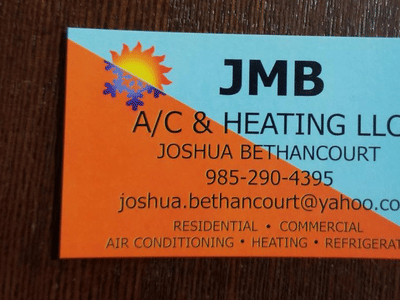 JMB
A/C & HEATING LLC
JOSHUA BETHANCOURT
985-290-4395
joshua.bethancourt@yahoo.co
RESIDENTIAL • COMMERCIAL
AIR CONDITIONING • HEATING • REFRIGERAT